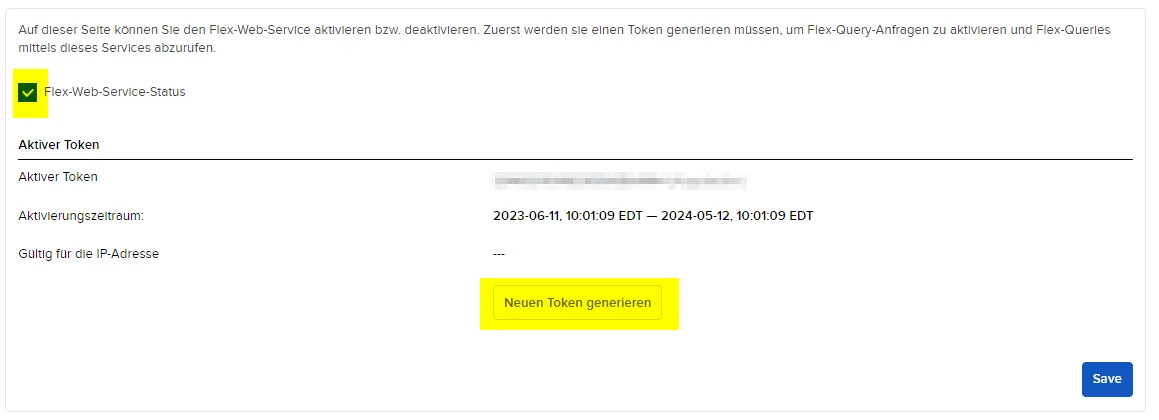 Auf dieser Seite können Sie den Flex-Web-Service aktivieren bzw. deaktivieren. Zuerst werden sie einen Token generieren müssen, um Flex-Query-Anfragen zu aktivieren und Flex-Queries
mittels dieses Services abzurufen.
Flex-Web-Service-Status
Aktiver Token
Aktiver Token
Aktivierungszeitraum: 2023-06-11, 10:01:09 EDT — 2024-05-12, 10:01:09 EDT
Gültig für die IP-Adresse ---
Neuen Token generieren
Save